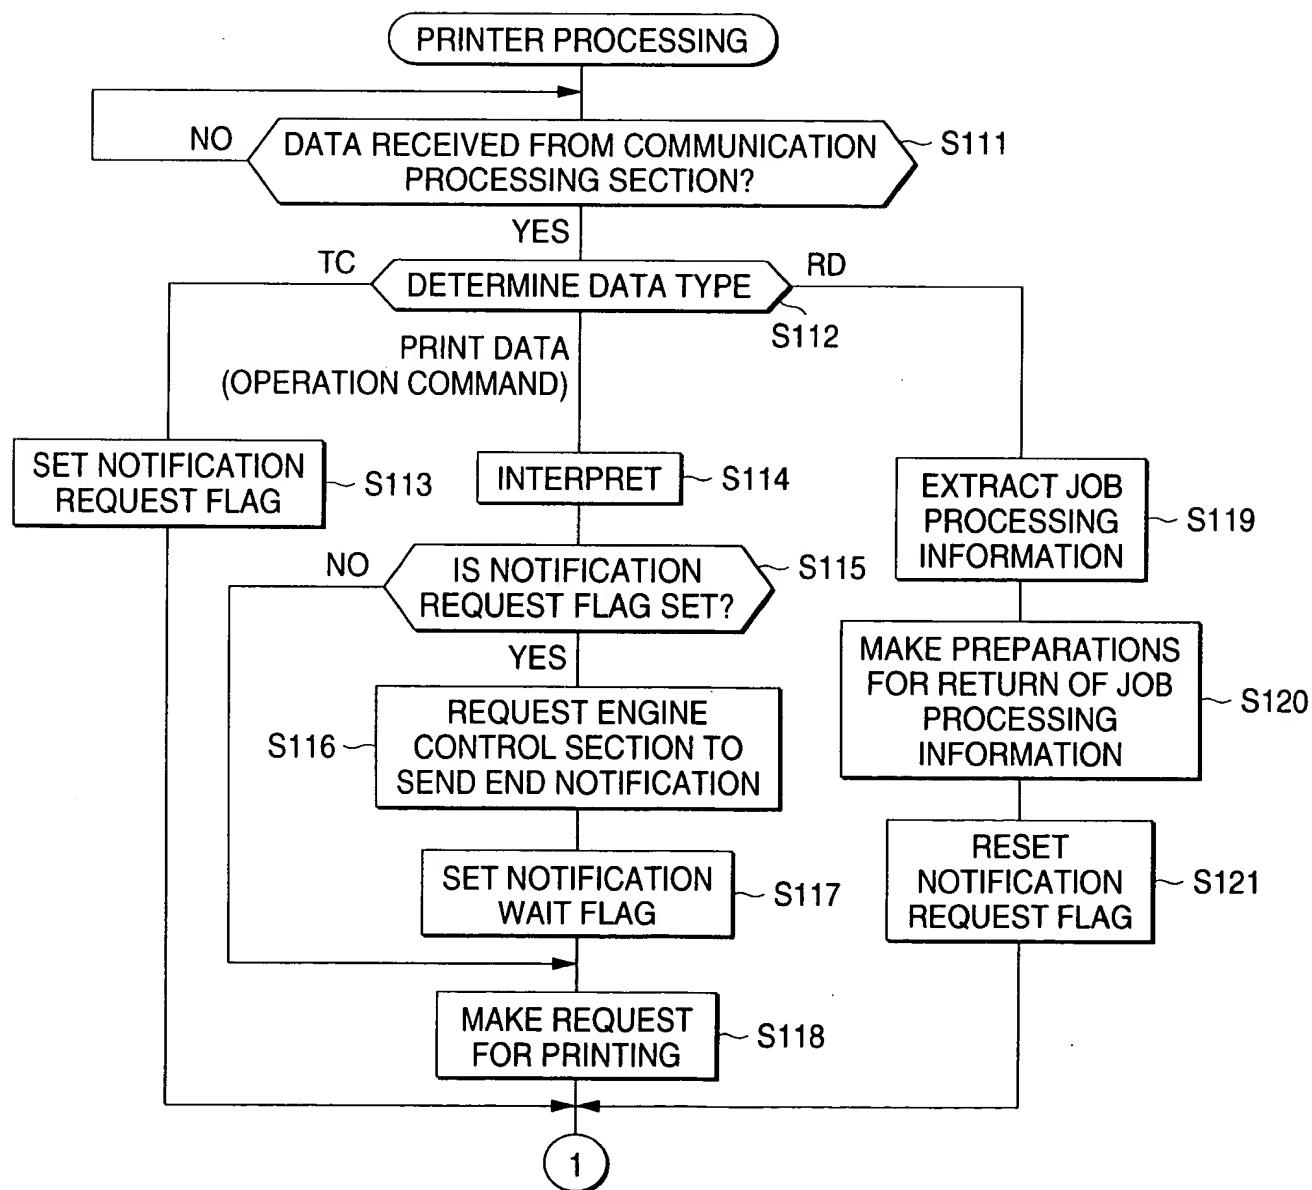 PRINTER PROCESSING
NO
DATA RECEIVED FROM COMMUNICATION
PROCESSING SECTION?
S111
YES
TC
DETERMINE DATA TYPE
RD
S112
PRINT DATA
(OPERATION COMMAND)
SET NOTIFICATION
REQUEST FLAG
S113
INTERPRET
S114
EXTRACT JOB
PROCESSING
INFORMATION
S119
NO
IS NOTIFICATION
REQUEST FLAG SET?
S115
YES
MAKE PREPARATIONS
FOR RETURN OF JOB
PROCESSING
INFORMATION
S120
S116
REQUEST ENGINE
CONTROL SECTION TO
SEND END NOTIFICATION
SET NOTIFICATION
WAIT FLAG
S117
RESET
NOTIFICATION
REQUEST FLAG
S121
MAKE REQUEST
FOR PRINTING
S118
1